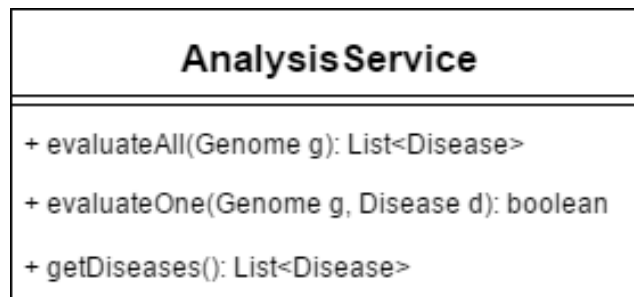 AnalysisService
+ evaluateAll(Genome g): List<Disease>
+ evaluateOne(Genome g, Disease d): boolean
+ getDiseases(): List<Disease>